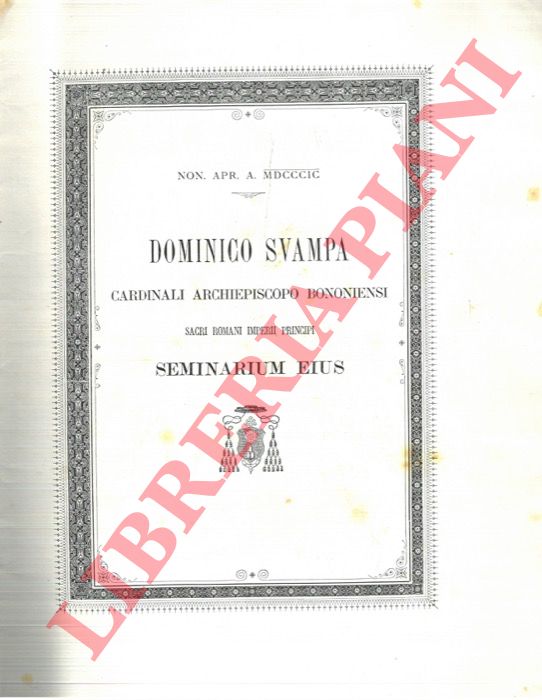 NON. APR. A. MDCCCIC
DOMINICO SVAMPA
CARDINALI ARCHIEPISCOPO BONONIENSI
SACRI ROMANI IMPERII PRINCIPI
SEMINARIUM EIUS
LIBRERIA PIANI